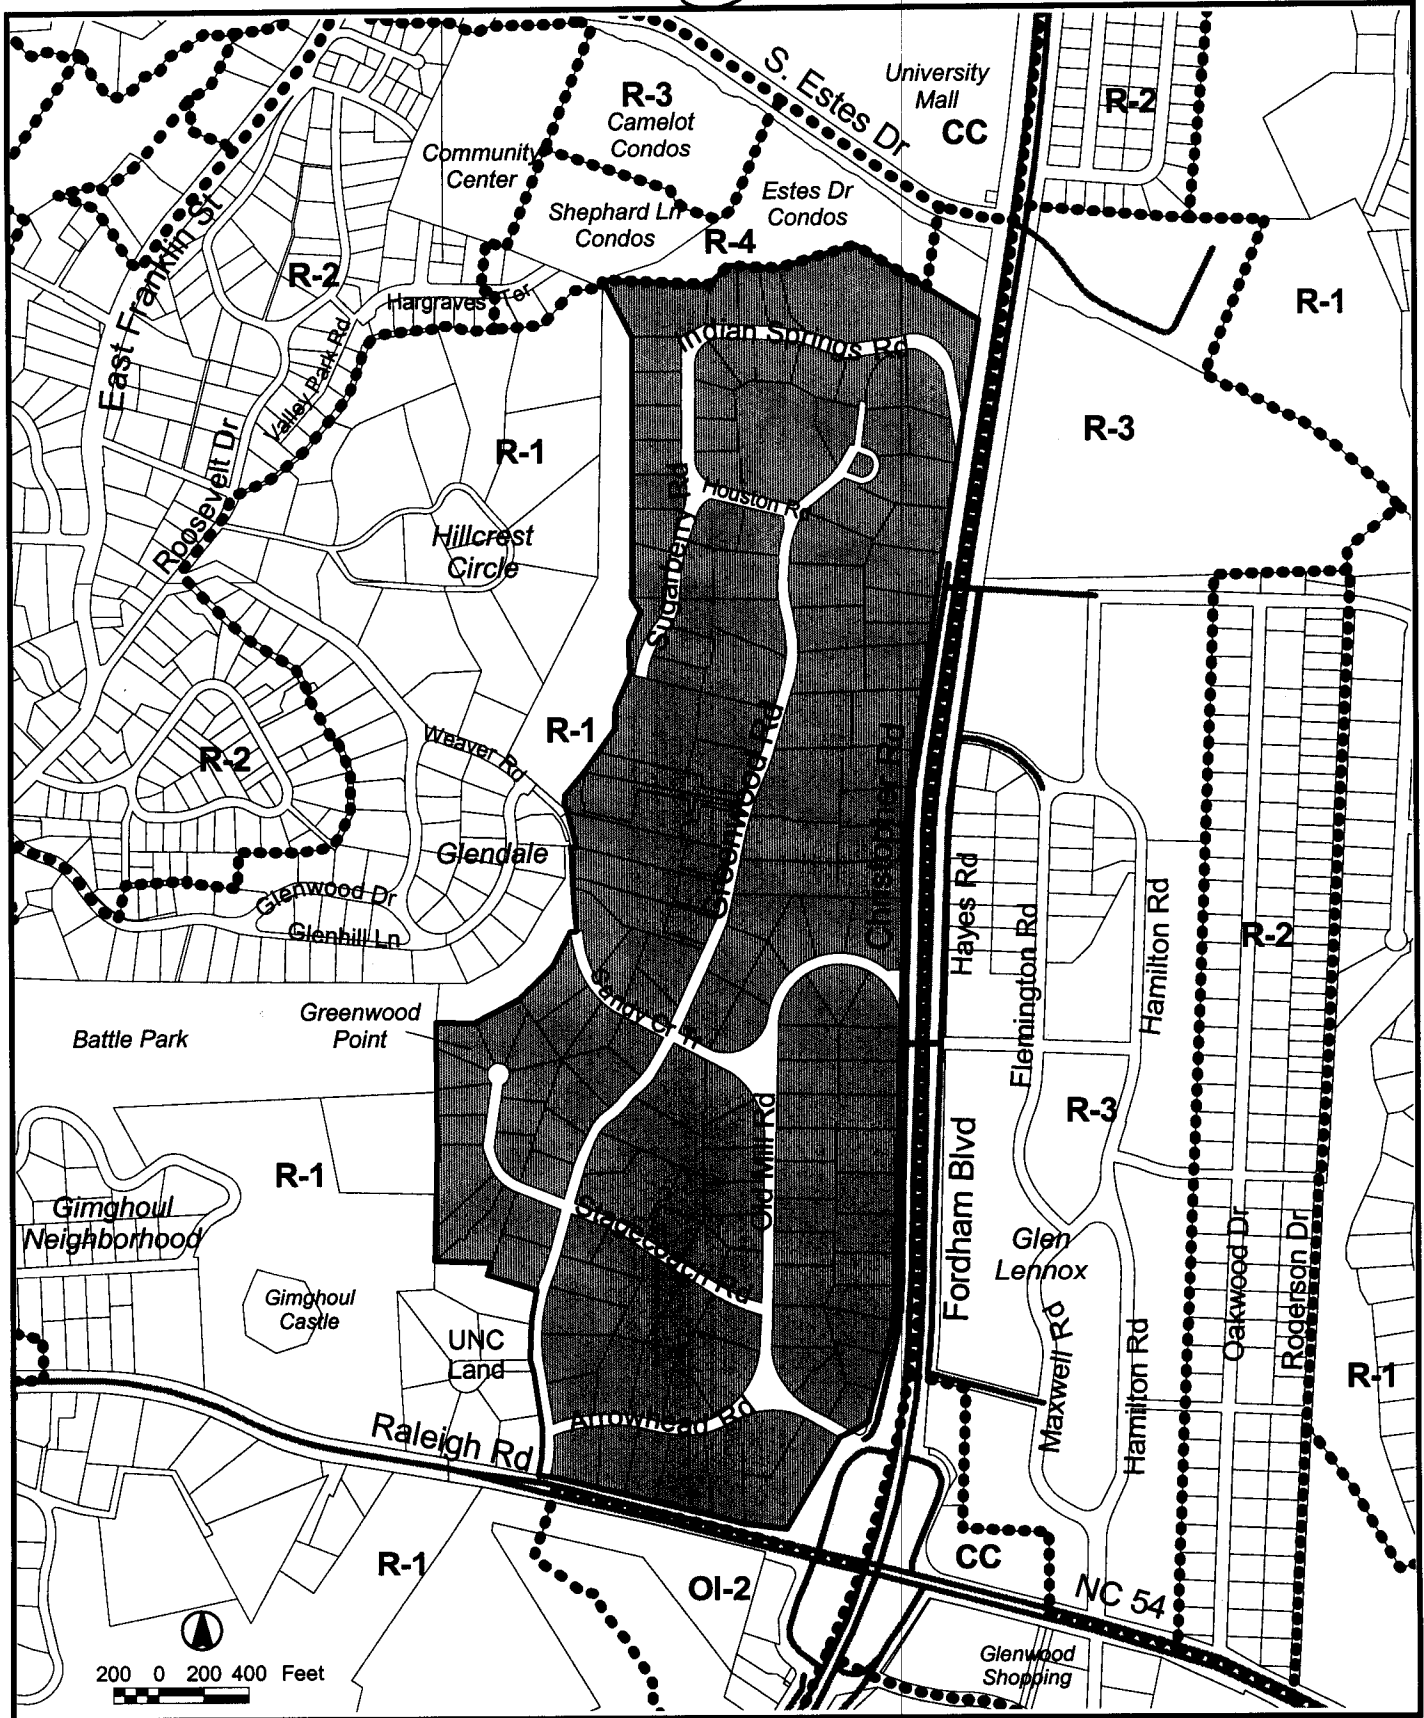 S. Estes Dr
University
Mall
CC
R-2
R-3
Camelot
Condos
Community
Center
Estes Dr
Condos
Shephard Ln
Condos
R-4
East Franklin St
R-2
Hargraves Ter
R-1
Indian Springs Rd
Valley Park Rd
R-3
R-1
Roosevelt Dr
Houston Rd
Sugarberry Rd
Hillcrest
Circle
R-1
Weaver Rd
R-2
Greenwood Rd
Chrisopher Rd
Glendale
Glenwood Dr
Glenhill Ln
Hayes Rd
Flemington Rd
Hamilton Rd
R-2
Sandy Cr Tr
Greenwood
Point
Battle Park
Old Mill Rd
R-3
Fordham Blvd
R-1
Gimghoul
Neighborhood
Stagecoach Rd
Glen
Lennox
Oakwood Dr
Rogerson Dr
Gimghoul
Castle
UNC
Land
Maxwell Rd
Hamilton Rd
R-1
Arrowhead Rd
Raleigh Rd
R-1
OI-2
CC
NC 54
Glenwood
Shopping
200 0 200 400 Feet